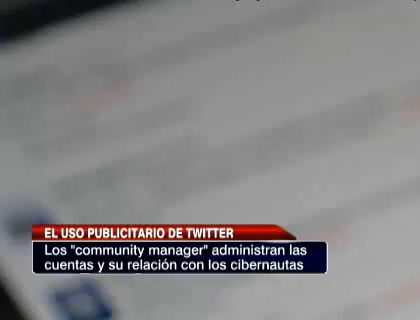 EL USO PUBLICITARIO DE TWITTER
Los "community manager" administran las
cuentas y su relación con los cibernautas